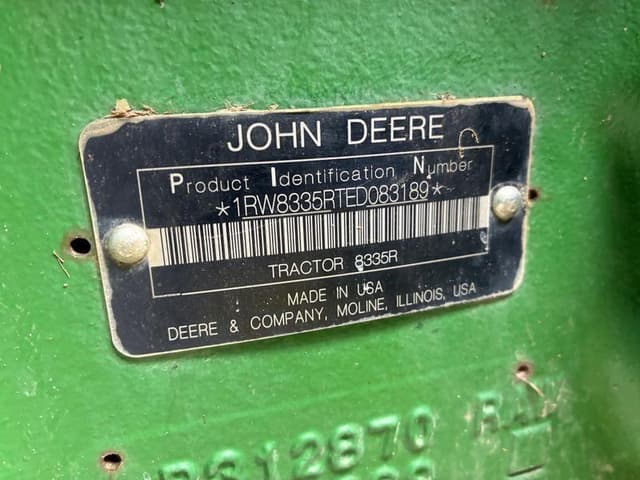 JOHN DEERE
Product Identification Number
*1RW8335RTED083189*
TRACTOR 8335R
MADE IN USA
DEERE & COMPANY, MOLINE, ILLINOIS, USA